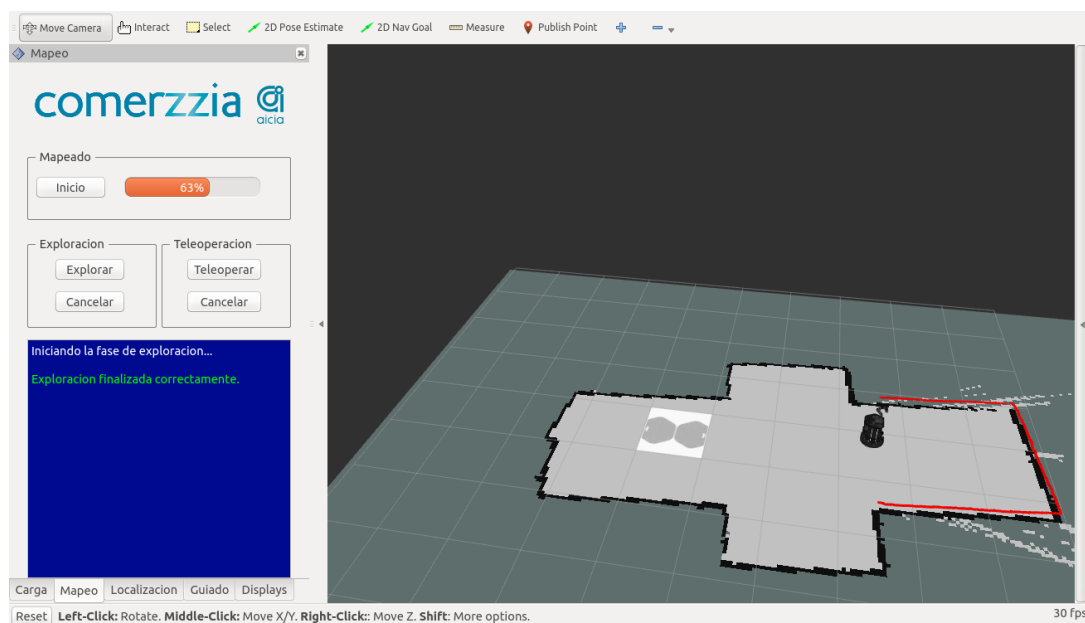 Move Camera Interact Select 2D Pose Estimate 2D Nav Goal Measure Publish Point
Mapeo
comerzzia
aicia
Mapeado
Inicio 63%
Exploracion Teleoperacion
Explorar Teleoperar
Cancelar Cancelar
Iniciando la fase de exploracion...
Exploracion finalizada correctamente.
Carga Mapeo Localizacion Guiado Displays
Reset Left-Click: Rotate. Middle-Click: Move X/Y. Right-Click:: Move Z. Shift: More options. 30 fps